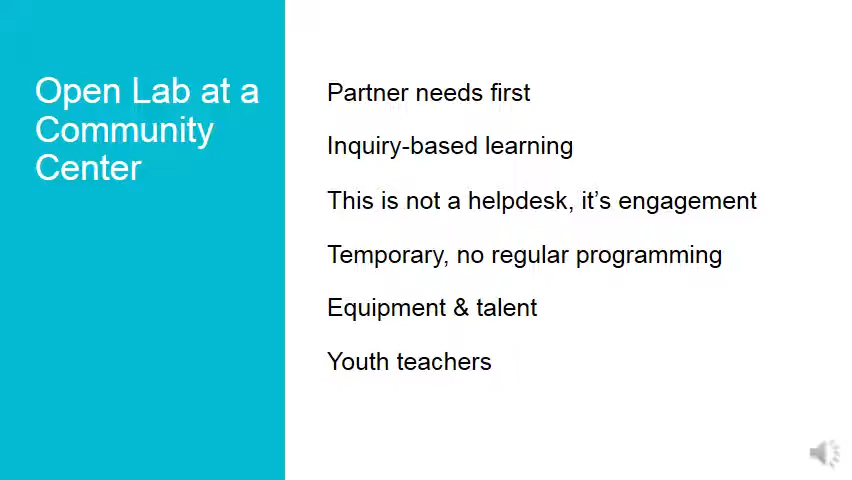 Open Lab at a
Community
Center
Partner needs first
Inquiry-based learning
This is not a helpdesk, it’s engagement
Temporary, no regular programming
Equipment & talent
Youth teachers